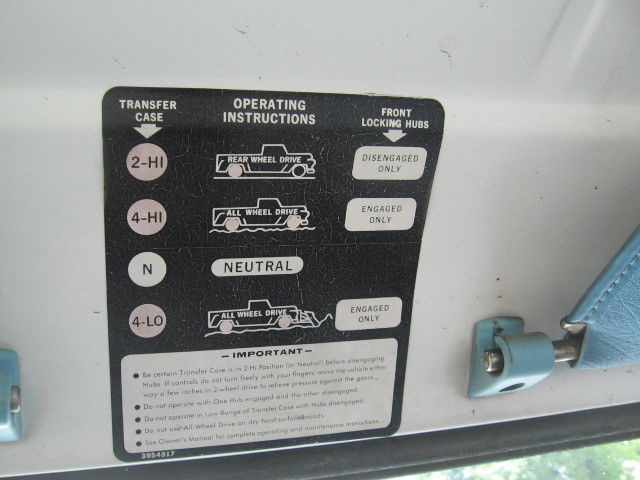 TRANSFER CASE
OPERATING INSTRUCTIONS
FRONT LOCKING HUBS
2-HI
REAR WHEEL DRIVE
DISENGAGED ONLY
4-HI
ALL WHEEL DRIVE
ENGAGED ONLY
N
NEUTRAL
4-LO
ALL WHEEL DRIVE
ENGAGED ONLY
— IMPORTANT —
● Be certain Transfer Case is in 2-Hi Position (or Neutral) before disengaging
Hubs. If controls do not turn freely with your fingers, move the vehicle either
way a few inches in 2-wheel drive to relieve pressure against the gears.
● Do not operate with One Hub engaged and the other disengaged.
● Do not operate in Low Range of Transfer Case with Hubs disengaged.
● Do not use All-Wheel Drive on dry hard-surfaced roads.
● See Owner's Manual for complete operating and maintenance instructions.
3954917